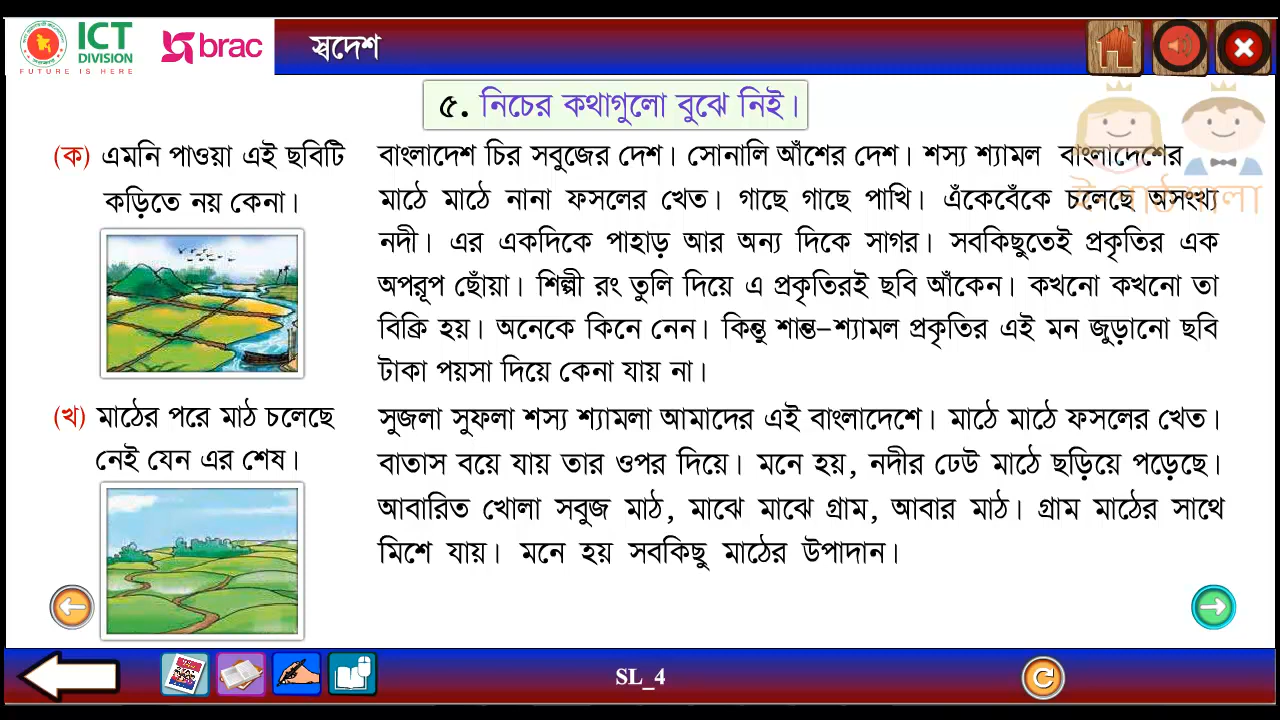 ICT
DIVISION
FUTURE IS HERE
brac
স্বদেশ
৫. নিচের কথাগুলো বুঝে নিই।
(ক) এমনি পাওয়া এই ছবিটি
কড়িতে নয় কেনা।
বাংলাদেশ চির সবুজের দেশ। সোনালি আঁশের দেশ। শস্য শ্যামল বাংলাদেশের
মাঠে মাঠে নানা ফসলের খেত। গাছে গাছে পাখি। এঁকেবেঁকে চলেছে অসংখ্য
নদী। এর একদিকে পাহাড় আর অন্য দিকে সাগর। সবকিছুতেই প্রকৃতির এক
অপরূপ ছোঁয়া। শিল্পী রং তুলি দিয়ে এ প্রকৃতিরই ছবি আঁকেন। কখনো কখনো তা
বিক্রি হয়। অনেকে কিনে নেন। কিন্তু শান্ত-শ্যামল প্রকৃতির এই মন জুড়ানো ছবি
টাকা পয়সা দিয়ে কেনা যায় না।
ই-পাঠশালা
(খ) মাঠের পরে মাঠ চলেছে
নেই যেন এর শেষ।
সুজলা সুফলা শস্য শ্যামলা আমাদের এই বাংলাদেশে। মাঠে মাঠে ফসলের খেত।
বাতাস বয়ে যায় তার ওপর দিয়ে। মনে হয়, নদীর ঢেউ মাঠে ছড়িয়ে পড়েছে।
আবারিত খোলা সবুজ মাঠ, মাঝে মাঝে গ্রাম, আবার মাঠ। গ্রাম মাঠের সাথে
মিশে যায়। মনে হয় সবকিছু মাঠের উপাদান।
SL_4